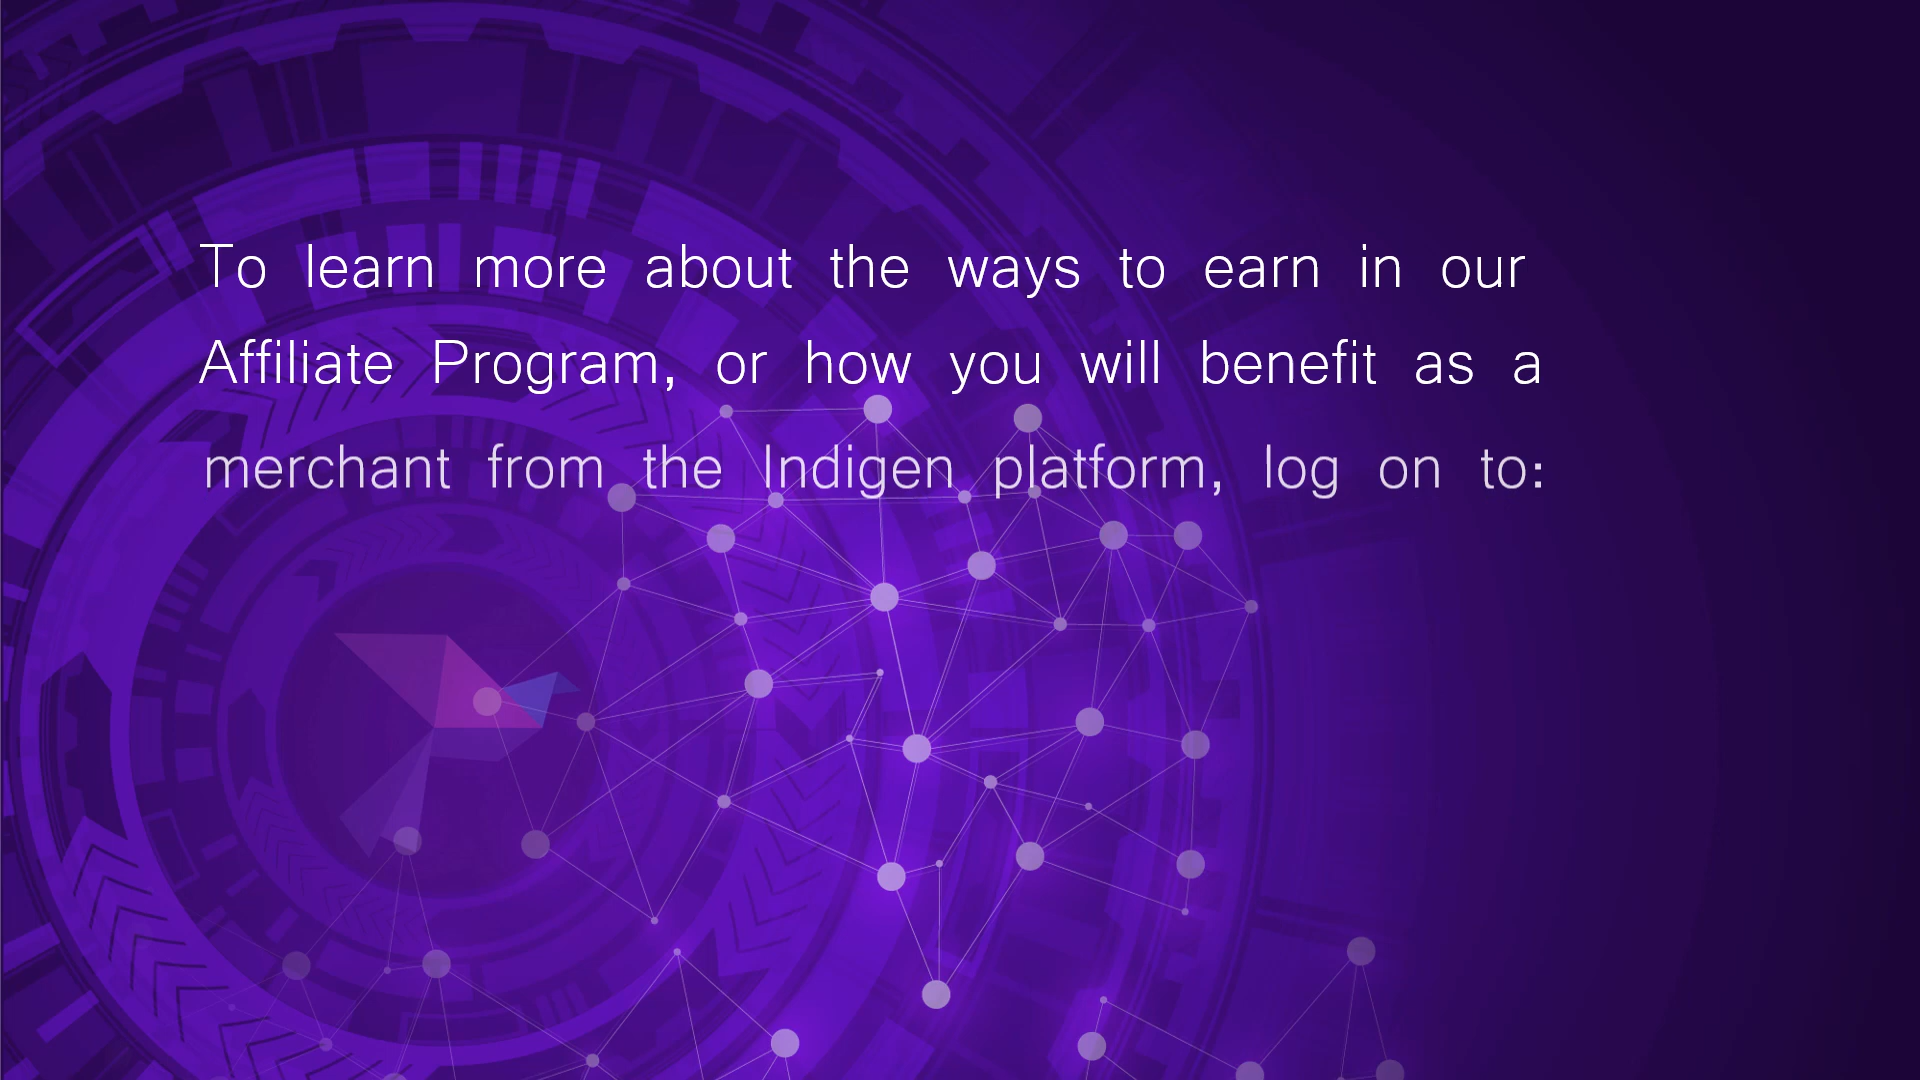 To learn more about the ways to earn in our
Affiliate Program, or how you will benefit as a
merchant from the Indigen platform, log on to: